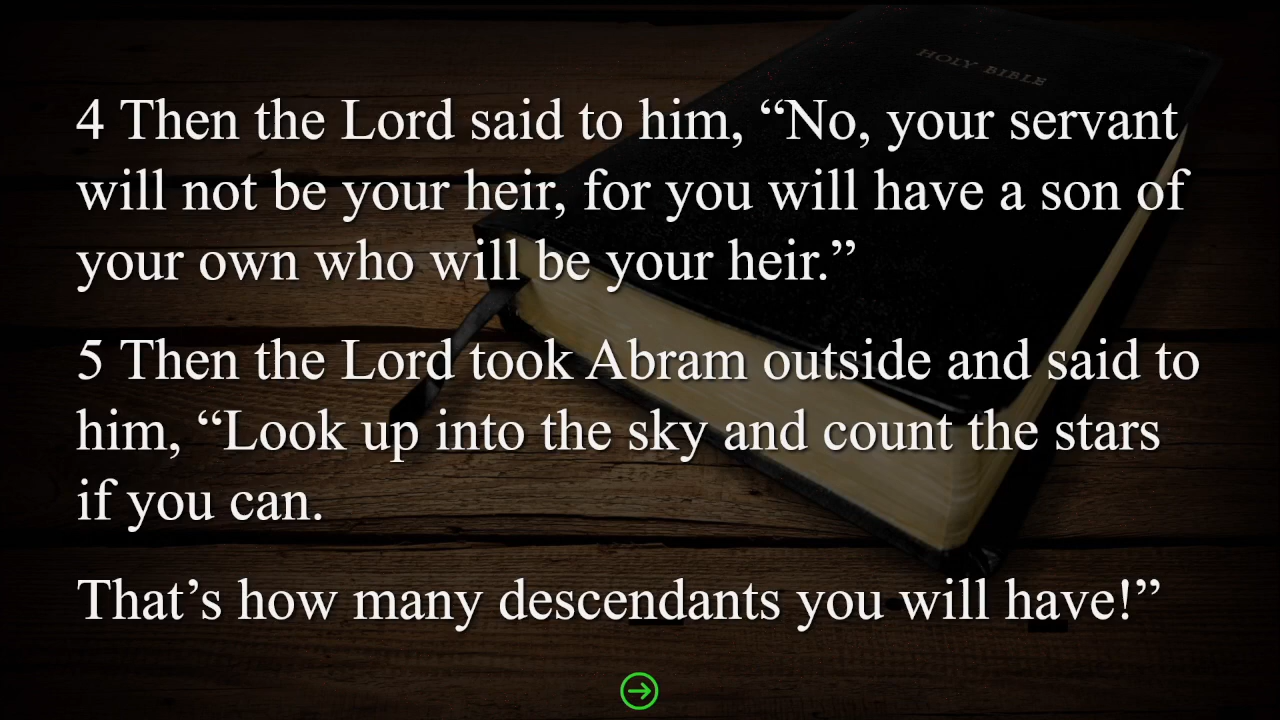 HOLY BIBLE
4 Then the Lord said to him, “No, your servant
will not be your heir, for you will have a son of
your own who will be your heir.”
5 Then the Lord took Abram outside and said to
him, “Look up into the sky and count the stars
if you can.
That’s how many descendants you will have!”